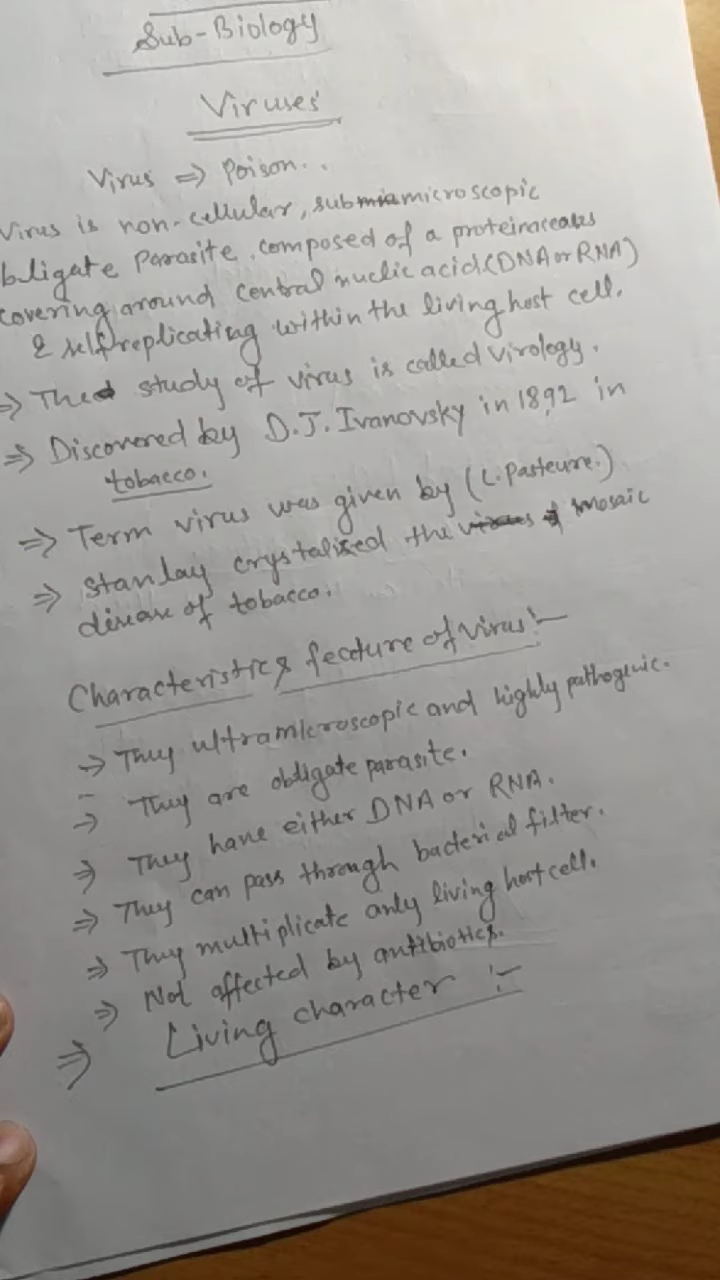 Sub-Biology
Viruses
Virus ⇒ Poison..
Virus is non-cellular, submicroscopic
bligate Parasite, composed of a proteinaceaus
covering around central nuclic acid (DNA or RNA)
& self replicating within the living host cell.
⇒ The study of virus is called virology.
⇒ Discovered by D.J. Ivanovsky in 1892 in
tobacco.
⇒ Term virus was given by (L. Pasteure.)
⇒ Stanlay crystalized the mosaic
disease of tobacco.
Characteristics feature of virus:-
→ They ultramicroscopic and highly pathogenic.
→ They are obligate parasite.
⇒ They have either DNA or RNA.
⇒ They can pass through bacterial filter.
⇒ They multiplicate only living host cell.
⇒ Not affected by antibiotics.
⇒ Living character :-